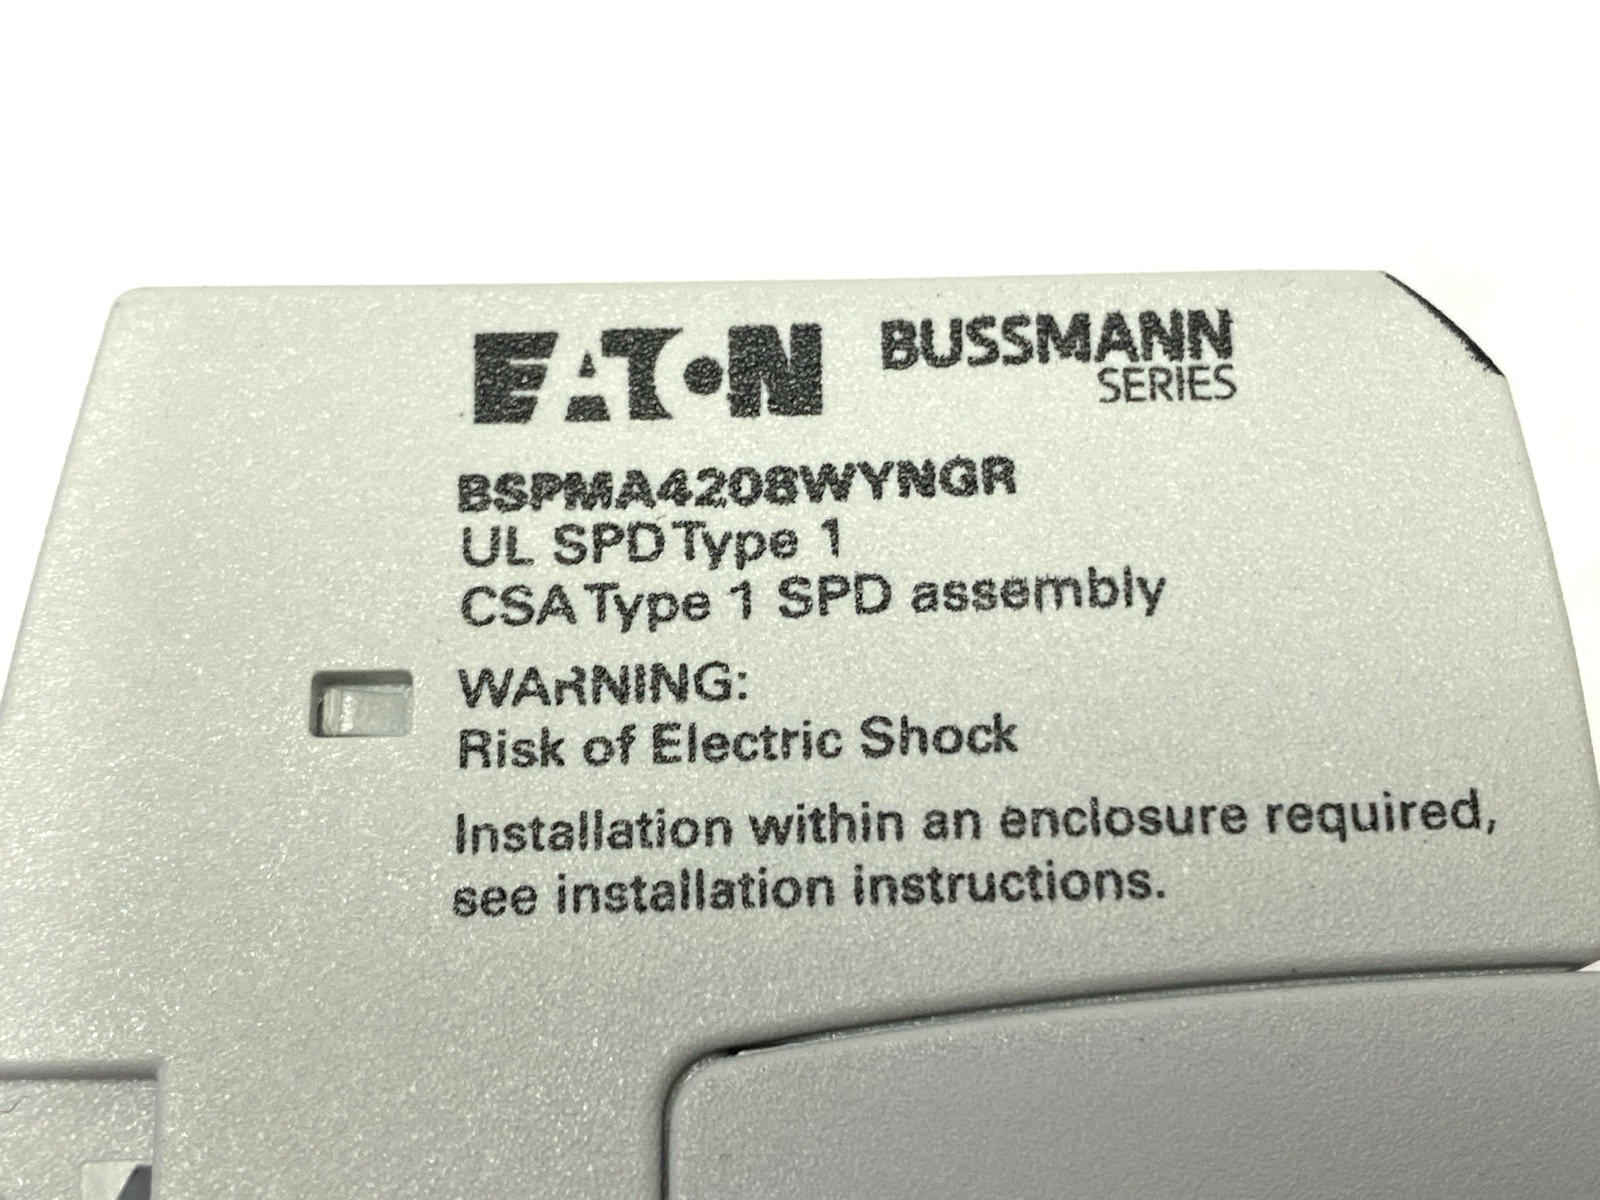 EATON BUSSMANN
SERIES
BSPMA4208WYNGR
UL SPD Type 1
CSA Type 1 SPD assembly
WARNING:
Risk of Electric Shock
Installation within an enclosure required,
see installation instructions.